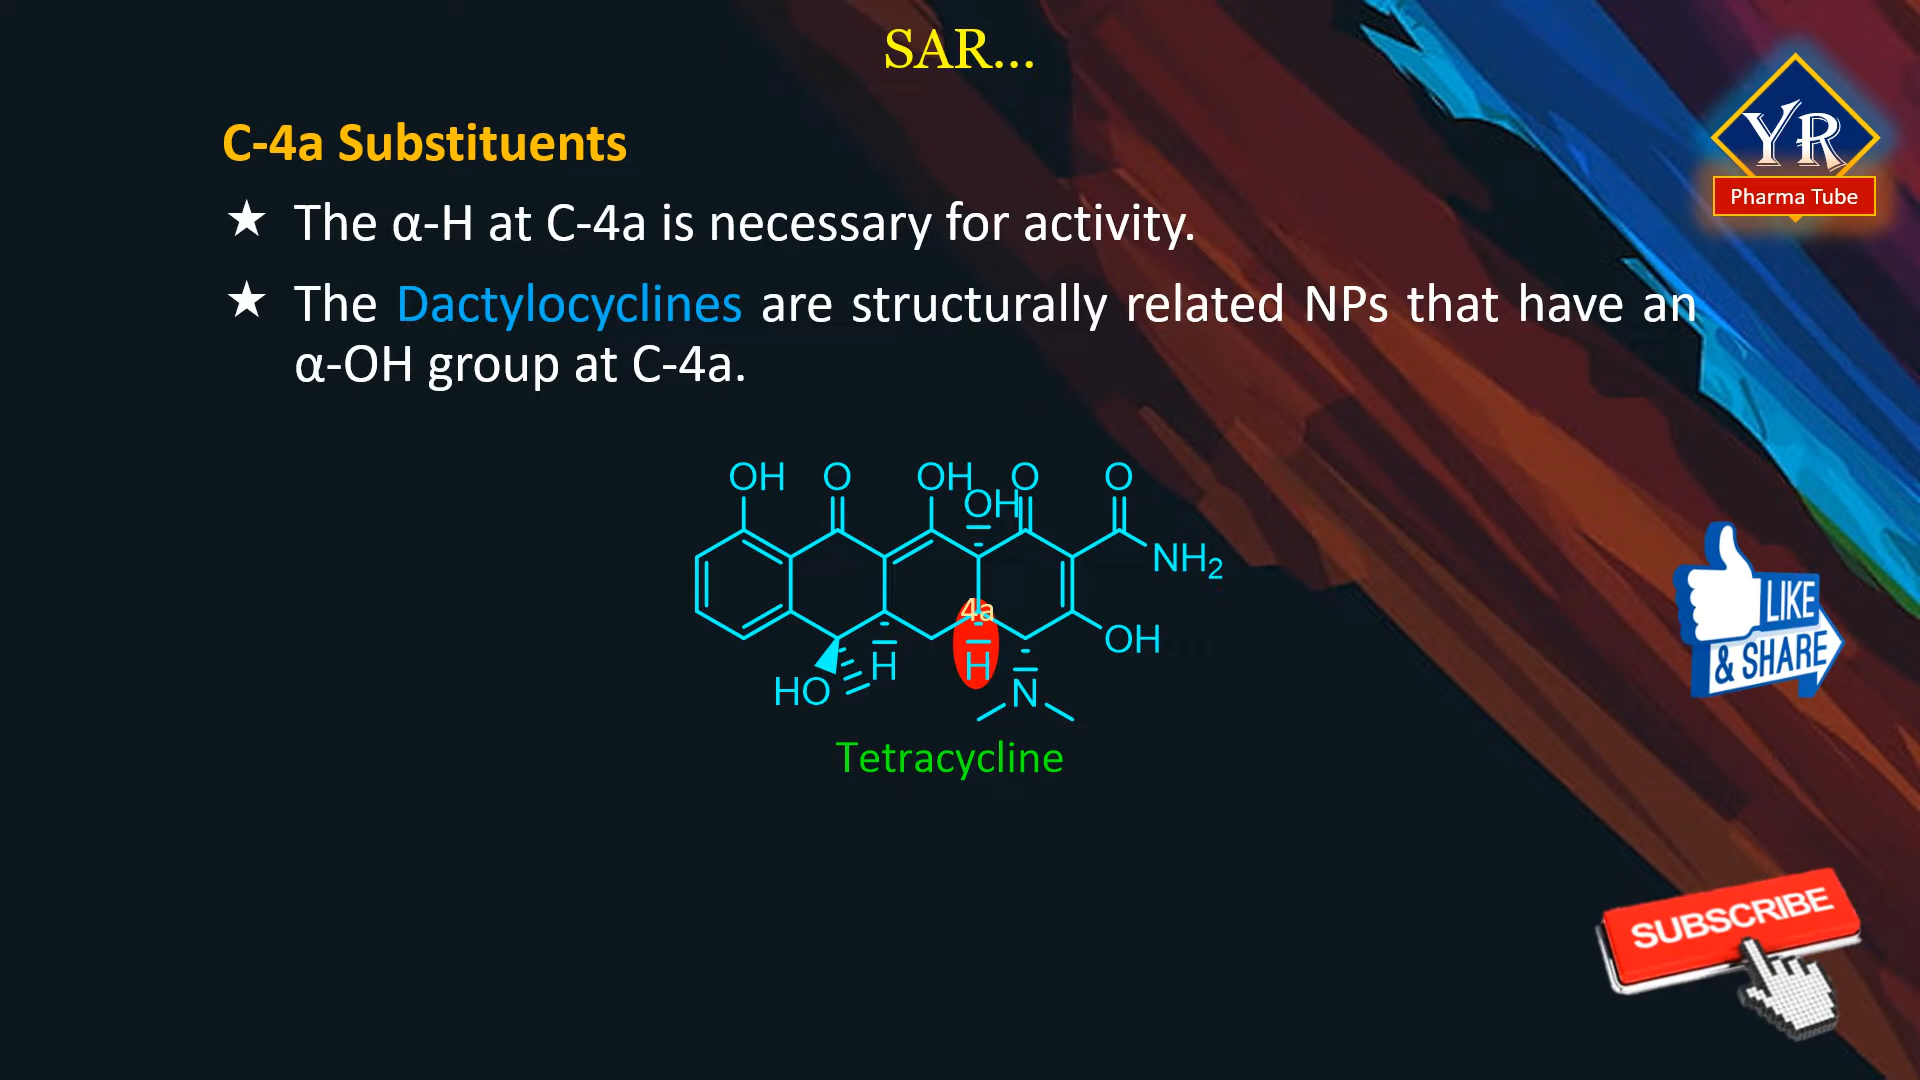 SAR...
YR
Pharma Tube
C-4a Substituents
★ The α-H at C-4a is necessary for activity.
★ The Dactylocyclines are structurally related NPs that have an
α-OH group at C-4a.
OH O OH O O
OH
NH₂
4a
OH
H H
HO N
Tetracycline
LIKE
& SHARE
SUBSCRIBE